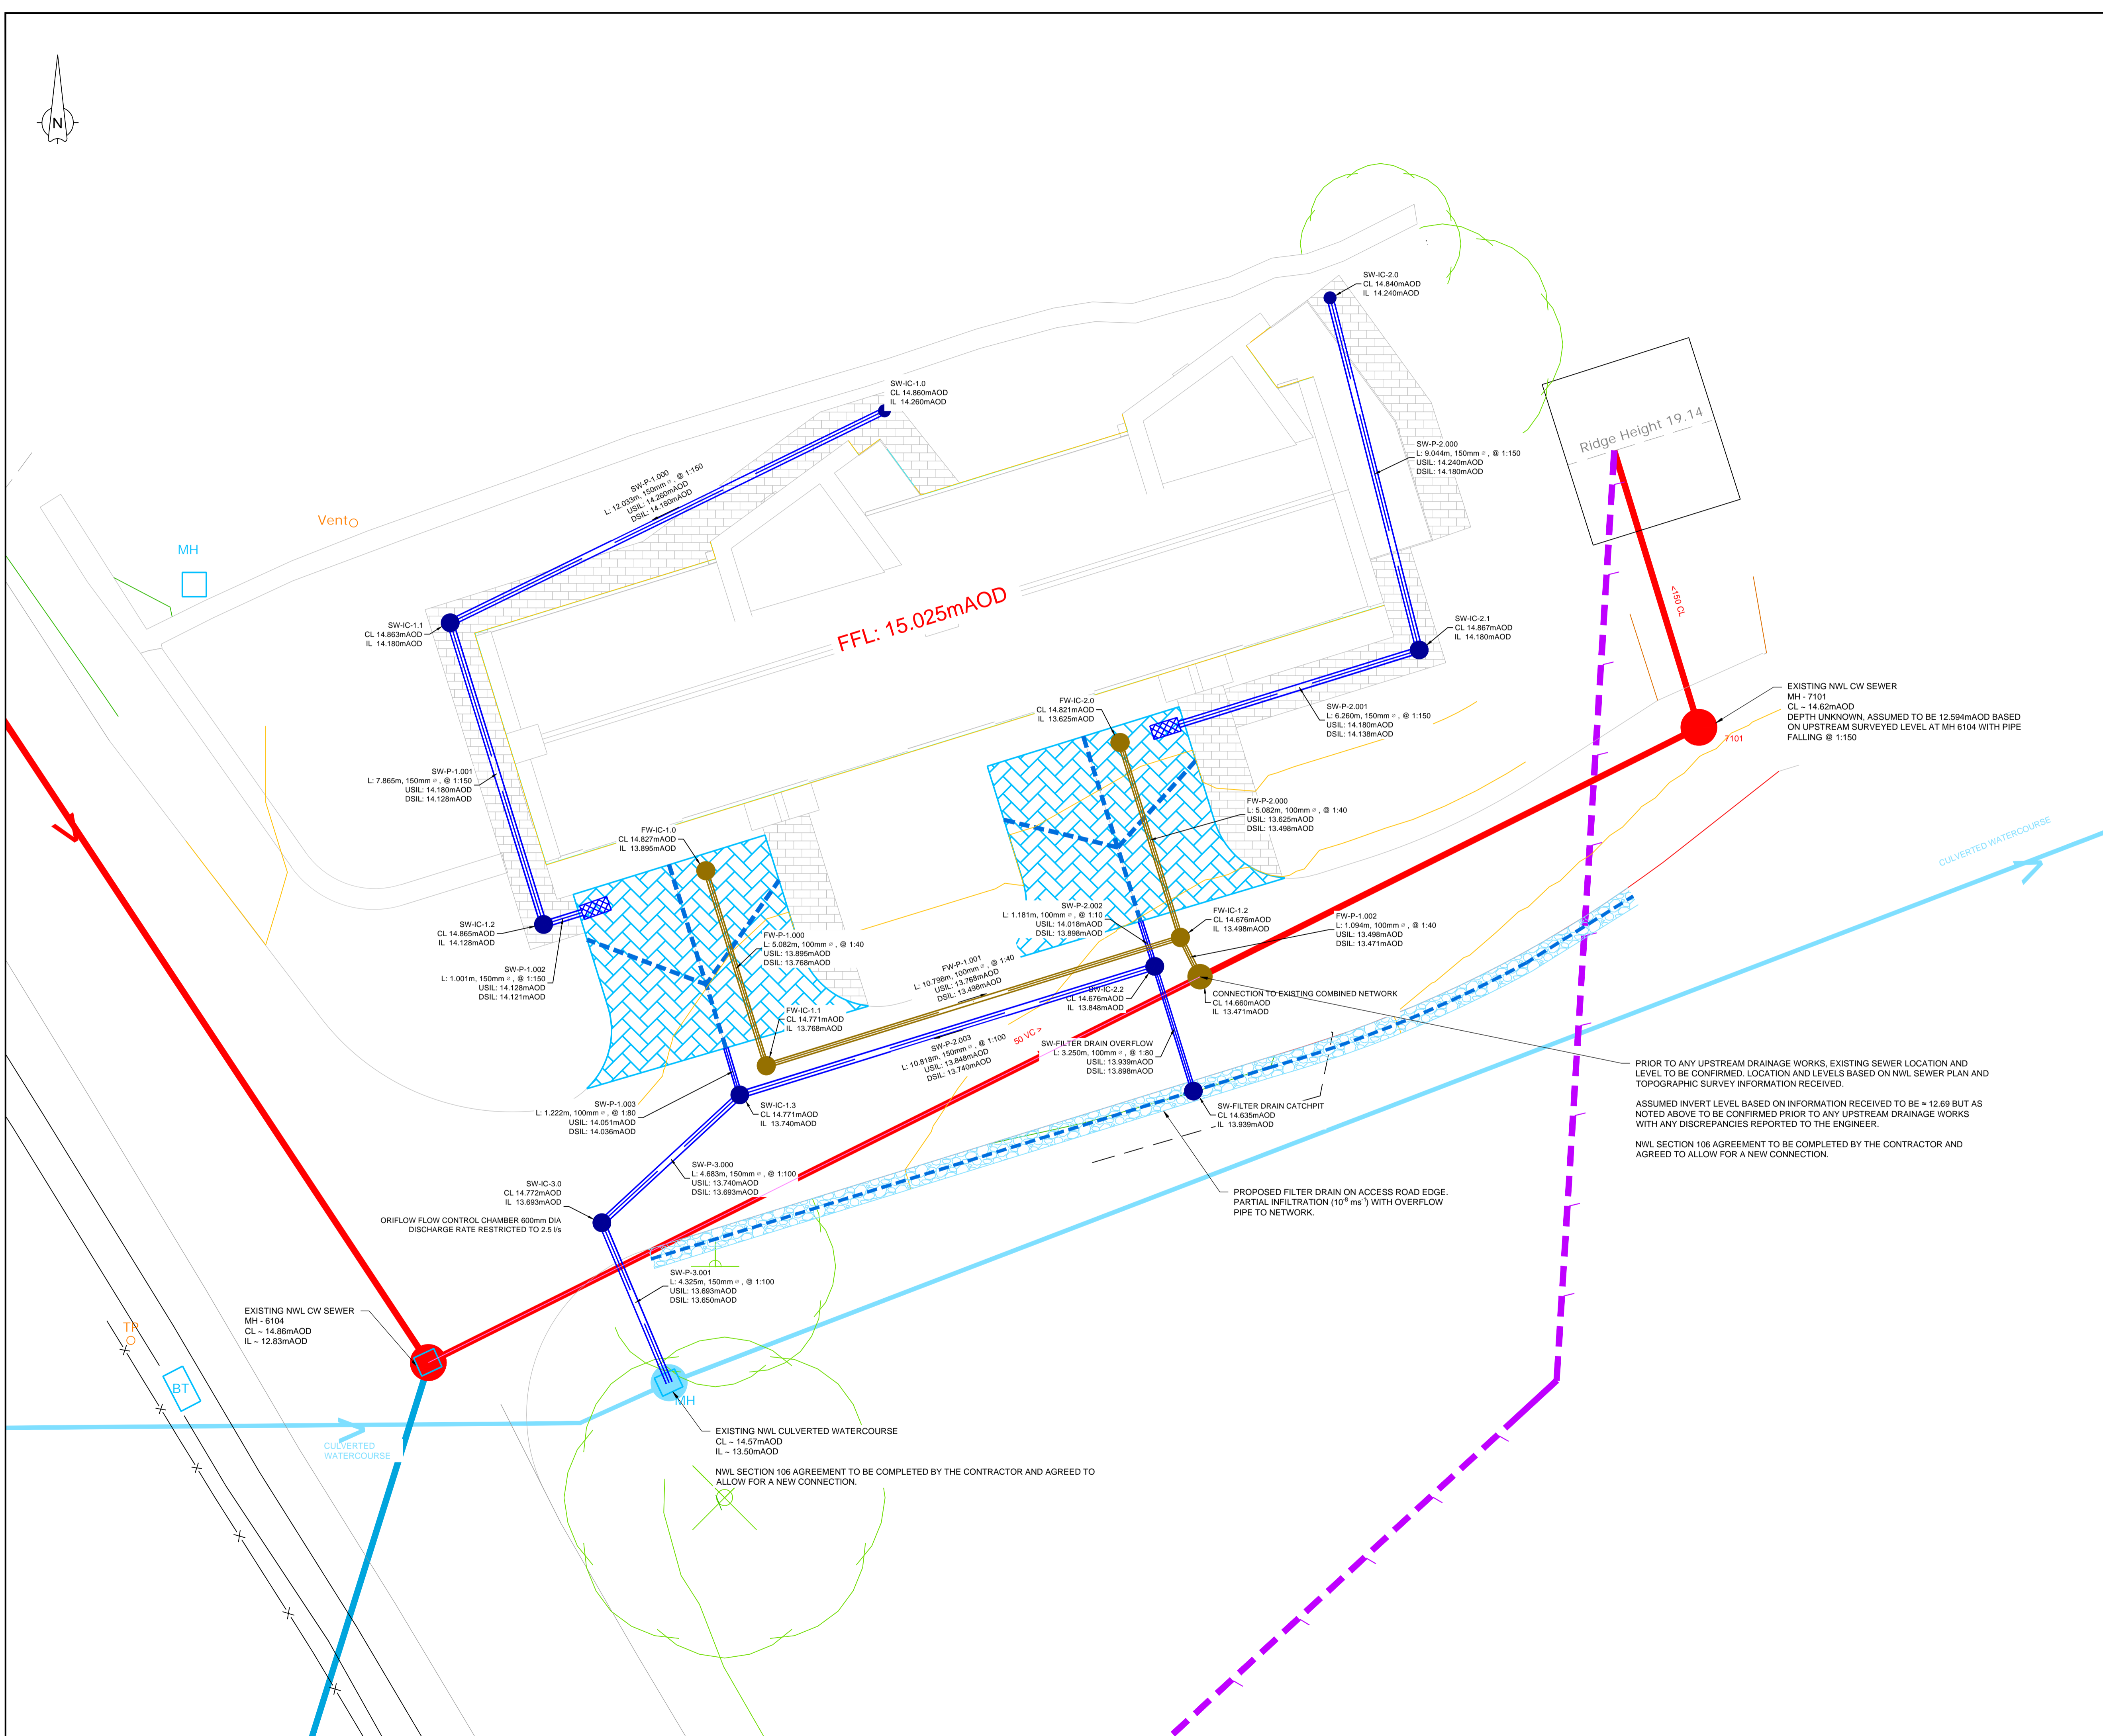 N
SW-IC-2.0
CL 14.840mAOD
IL 14.240mAOD
SW-IC-1.0
CL 14.860mAOD
IL 14.260mAOD
Ridge Height 19.14
SW-P-2.000
L: 9.044m, 150mm ⌀ , @ 1:150
USIL: 14.240mAOD
DSIL: 14.180mAOD
SW-P-1.000
L: 12.033m, 150mm ⌀ , @ 1:150
USIL: 14.260mAOD
DSIL: 14.180mAOD
Vent
MH
FFL: 15.025mAOD
<150 CL
SW-IC-1.1
CL 14.863mAOD
IL 14.180mAOD
SW-IC-2.1
CL 14.867mAOD
IL 14.180mAOD
FW-IC-2.0
CL 14.821mAOD
IL 13.625mAOD
SW-P-2.001
L: 6.260m, 150mm ⌀ , @ 1:150
USIL: 14.180mAOD
DSIL: 14.138mAOD
EXISTING NWL CW SEWER
MH - 7101
CL ~ 14.62mAOD
DEPTH UNKNOWN, ASSUMED TO BE 12.594mAOD BASED
ON UPSTREAM SURVEYED LEVEL AT MH 6104 WITH PIPE
FALLING @ 1:150
7101
SW-P-1.001
L: 7.865m, 150mm ⌀ , @ 1:150
USIL: 14.180mAOD
DSIL: 14.128mAOD
FW-P-2.000
L: 5.082m, 100mm ⌀ , @ 1:40
USIL: 13.625mAOD
DSIL: 13.498mAOD
FW-IC-1.0
CL 14.827mAOD
IL 13.895mAOD
CULVERTED WATERCOURSE
SW-IC-1.2
CL 14.865mAOD
IL 14.128mAOD
SW-P-2.002
L: 1.181m, 100mm ⌀ , @ 1:10
USIL: 14.018mAOD
DSIL: 13.898mAOD
FW-IC-1.2
CL 14.676mAOD
IL 13.498mAOD
FW-P-1.002
L: 1.094m, 100mm ⌀ , @ 1:40
USIL: 13.498mAOD
DSIL: 13.471mAOD
FW-P-1.000
L: 5.082m, 100mm ⌀ , @ 1:40
USIL: 13.895mAOD
DSIL: 13.768mAOD
SW-P-1.002
L: 1.001m, 150mm ⌀ , @ 1:150
USIL: 14.128mAOD
DSIL: 14.121mAOD
FW-P-1.001
L: 10.798m, 100mm ⌀ , @ 1:40
USIL: 13.768mAOD
DSIL: 13.498mAOD
SW-IC-2.2
CL 14.676mAOD
IL 13.848mAOD
CONNECTION TO EXISTING COMBINED NETWORK
CL 14.660mAOD
IL 13.471mAOD
FW-IC-1.1
CL 14.771mAOD
IL 13.768mAOD
50 VC >
SW-P-2.003
L: 10.818m, 150mm ⌀ , @ 1:100
USIL: 13.848mAOD
DSIL: 13.740mAOD
SW-FILTER DRAIN OVERFLOW
L: 3.250m, 100mm ⌀ , @ 1:80
USIL: 13.939mAOD
DSIL: 13.898mAOD
PRIOR TO ANY UPSTREAM DRAINAGE WORKS, EXISTING SEWER LOCATION AND
LEVEL TO BE CONFIRMED. LOCATION AND LEVELS BASED ON NWL SEWER PLAN AND
TOPOGRAPHIC SURVEY INFORMATION RECEIVED.
ASSUMED INVERT LEVEL BASED ON INFORMATION RECEIVED TO BE ≈ 12.69 BUT AS
NOTED ABOVE TO BE CONFIRMED PRIOR TO ANY UPSTREAM DRAINAGE WORKS
WITH ANY DISCREPANCIES REPORTED TO THE ENGINEER.
NWL SECTION 106 AGREEMENT TO BE COMPLETED BY THE CONTRACTOR AND
AGREED TO ALLOW FOR A NEW CONNECTION.
SW-P-1.003
L: 1.222m, 100mm ⌀ , @ 1:80
USIL: 14.051mAOD
DSIL: 14.036mAOD
SW-IC-1.3
CL 14.771mAOD
IL 13.740mAOD
SW-FILTER DRAIN CATCHPIT
CL 14.635mAOD
IL 13.939mAOD
SW-P-3.000
L: 4.683m, 150mm ⌀ , @ 1:100
USIL: 13.740mAOD
DSIL: 13.693mAOD
SW-IC-3.0
CL 14.772mAOD
IL 13.693mAOD
ORIFLOW FLOW CONTROL CHAMBER 600mm DIA
DISCHARGE RATE RESTRICTED TO 2.5 l/s
PROPOSED FILTER DRAIN ON ACCESS ROAD EDGE.
PARTIAL INFILTRATION (10⁻⁶ ms⁻¹) WITH OVERFLOW
PIPE TO NETWORK.
SW-P-3.001
L: 4.325m, 150mm ⌀ , @ 1:100
USIL: 13.693mAOD
DSIL: 13.650mAOD
EXISTING NWL CW SEWER
MH - 6104
CL ~ 14.86mAOD
IL ~ 12.83mAOD
TP
BT
MH
CULVERTED
WATERCOURSE
EXISTING NWL CULVERTED WATERCOURSE
CL ~ 14.57mAOD
IL ~ 13.50mAOD
NWL SECTION 106 AGREEMENT TO BE COMPLETED BY THE CONTRACTOR AND AGREED TO
ALLOW FOR A NEW CONNECTION.